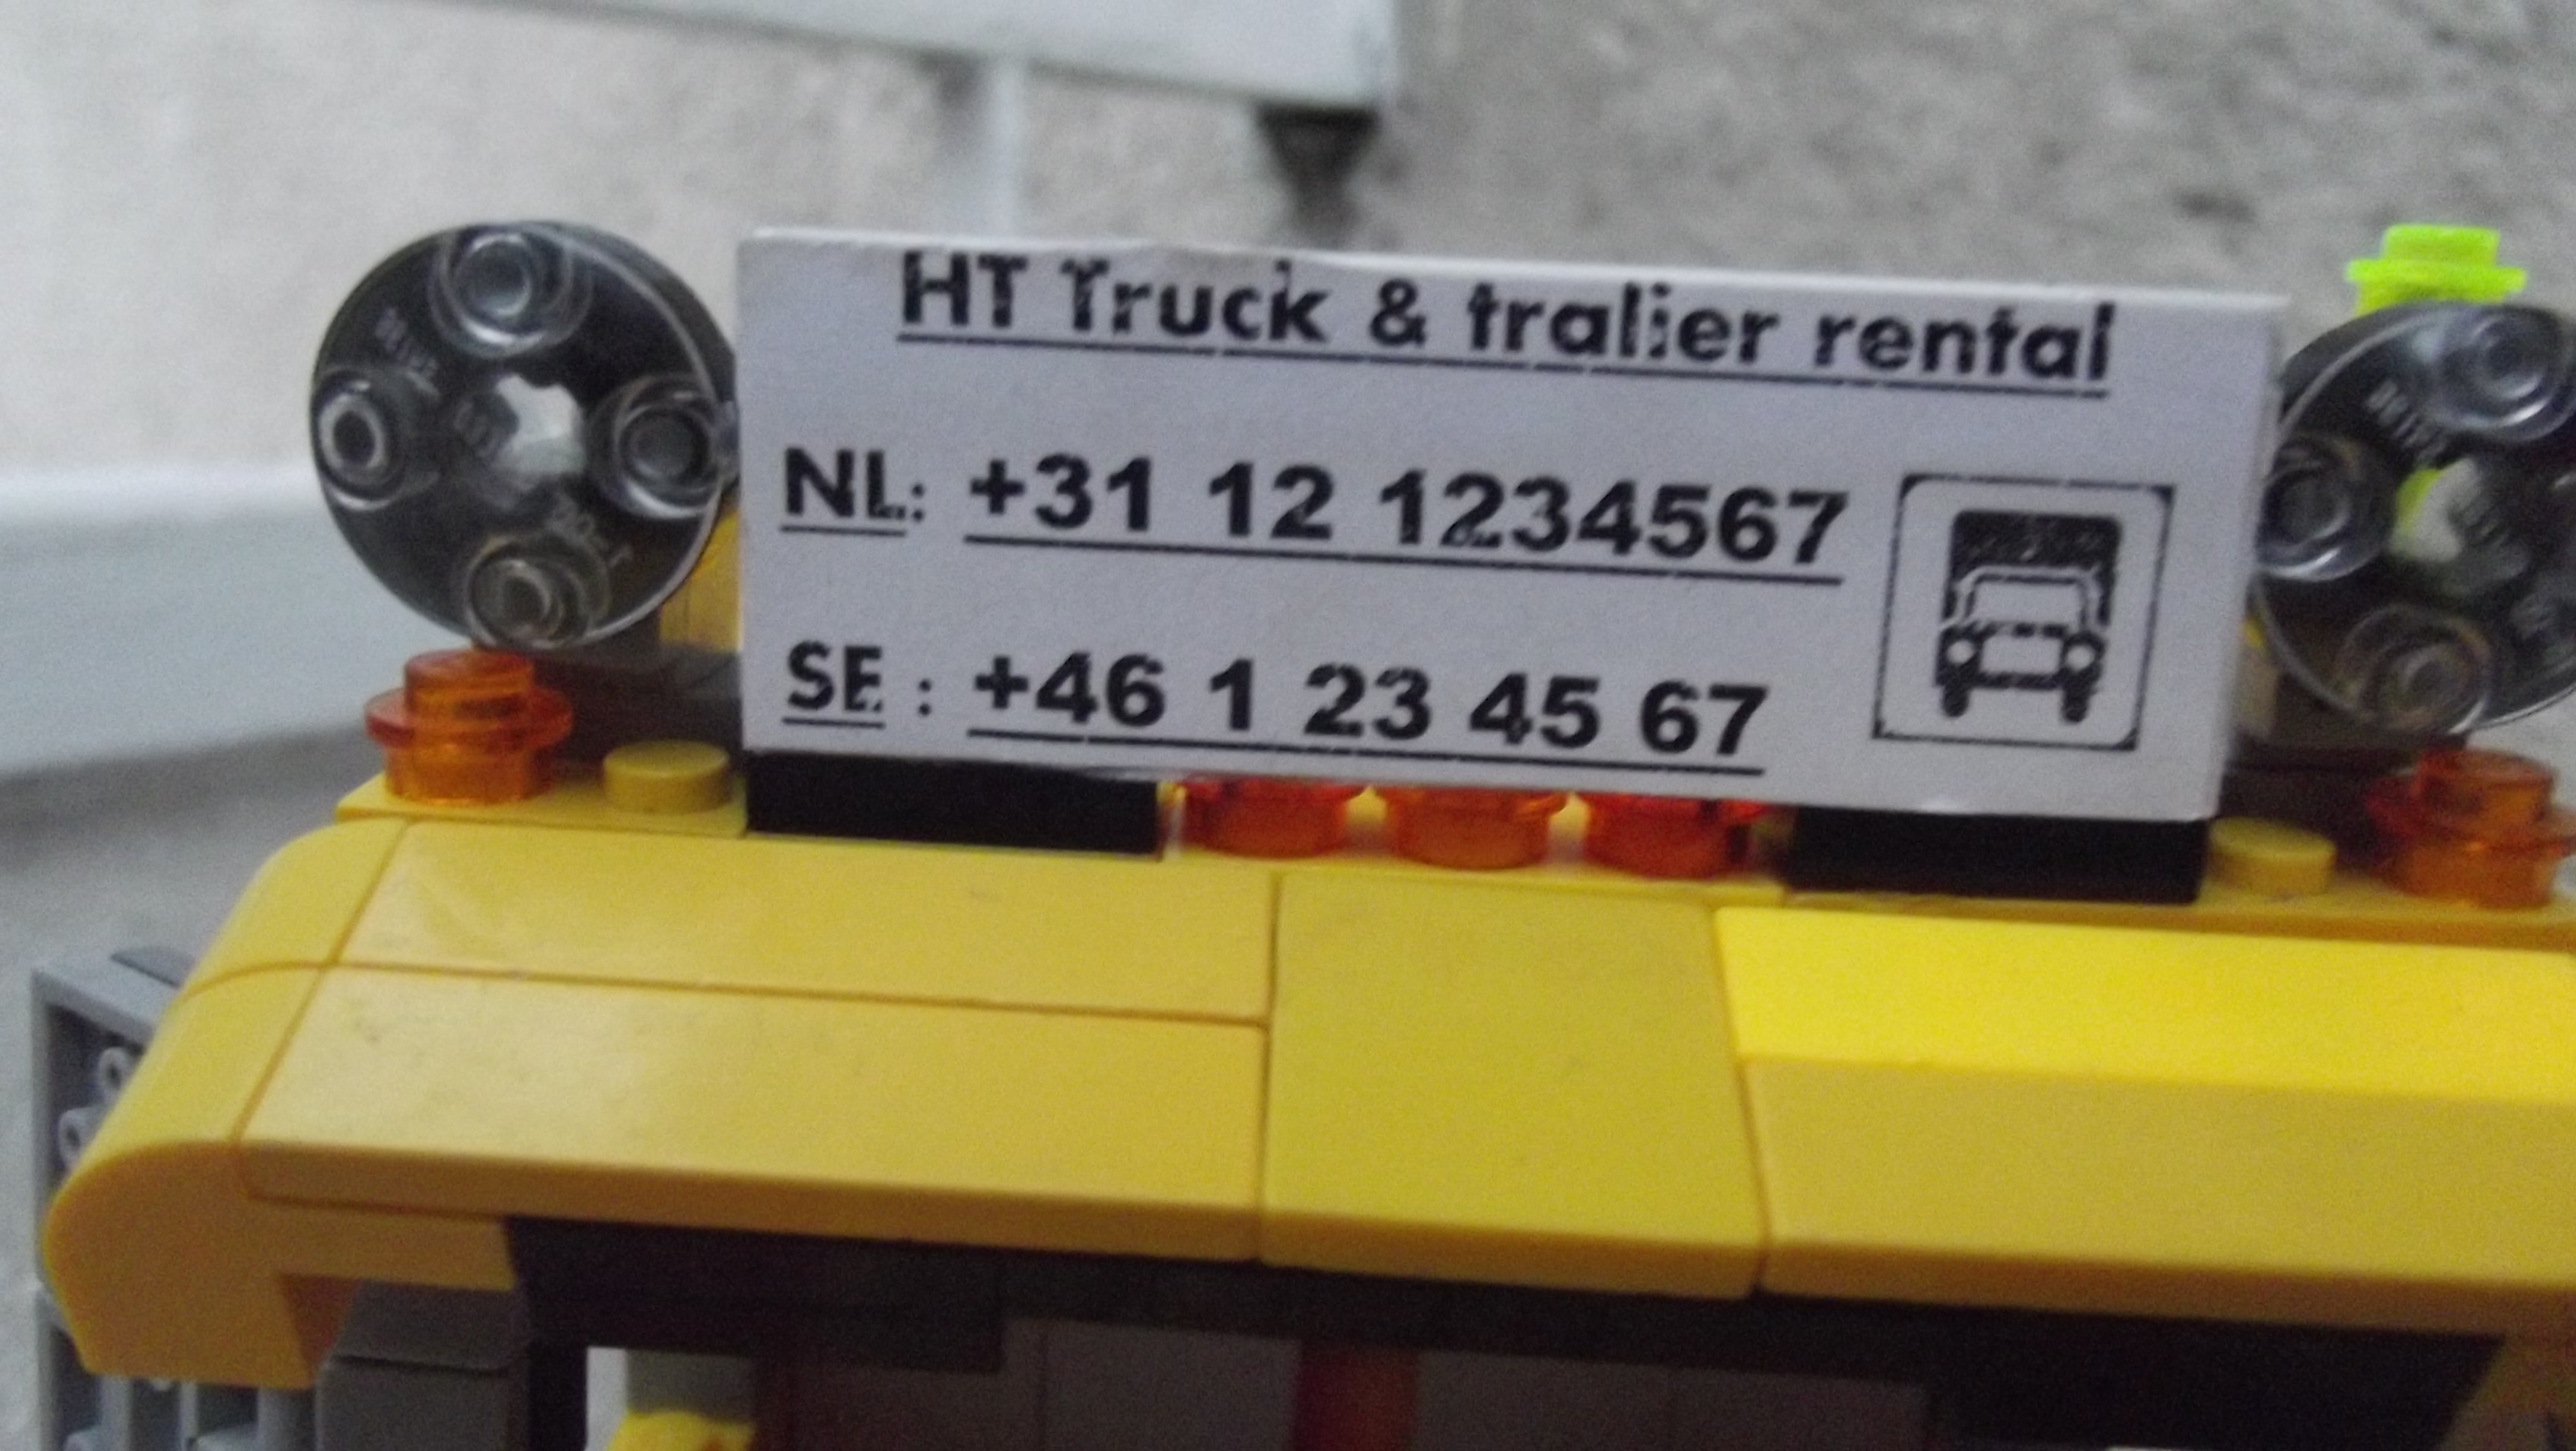 HT Truck & tralier rental
NL: +31 12 1234567
SE : +46 1 23 45 67